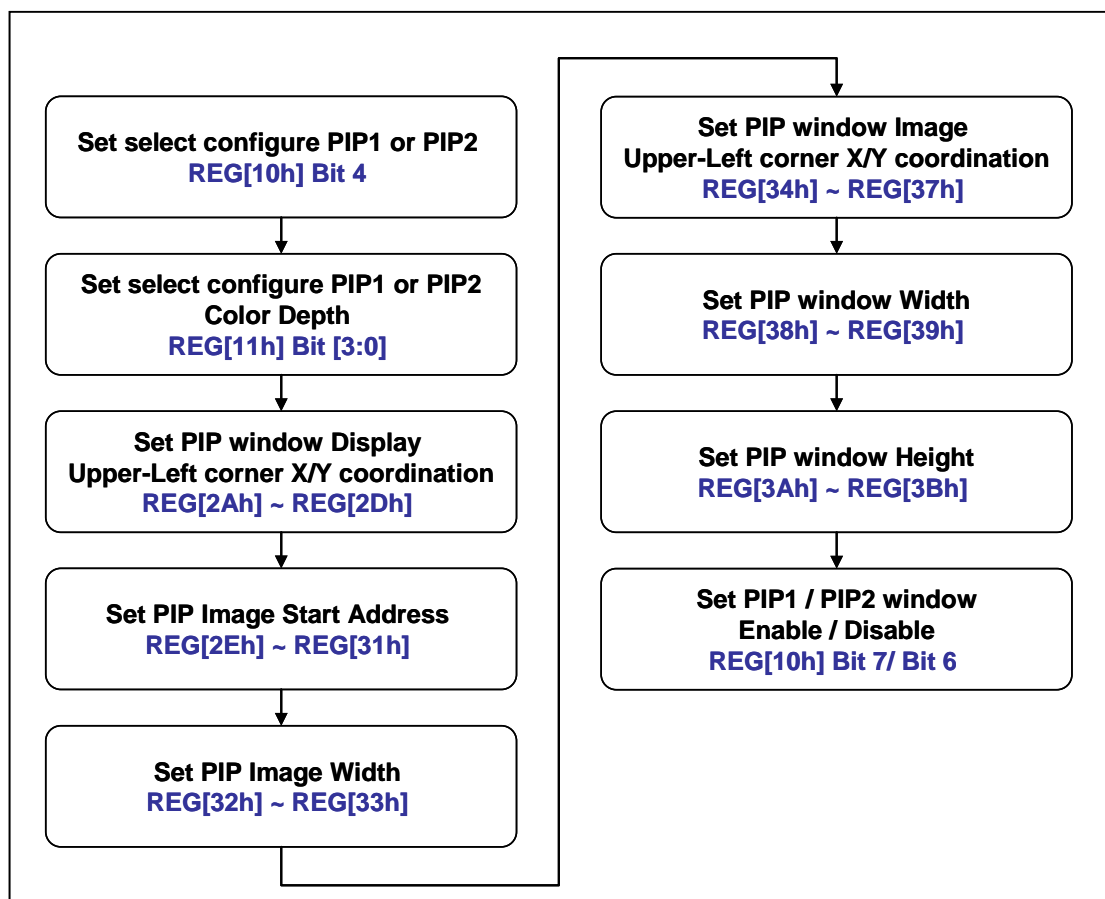 Set select configure PIP1 or PIP2
REG[10h] Bit 4
Set select configure PIP1 or PIP2
Color Depth
REG[11h] Bit [3:0]
Set PIP window Display
Upper-Left corner X/Y coordination
REG[2Ah] ~ REG[2Dh]
Set PIP Image Start Address
REG[2Eh] ~ REG[31h]
Set PIP Image Width
REG[32h] ~ REG[33h]
Set PIP window Image
Upper-Left corner X/Y coordination
REG[34h] ~ REG[37h]
Set PIP window Width
REG[38h] ~ REG[39h]
Set PIP window Height
REG[3Ah] ~ REG[3Bh]
Set PIP1 / PIP2 window
Enable / Disable
REG[10h] Bit 7/ Bit 6